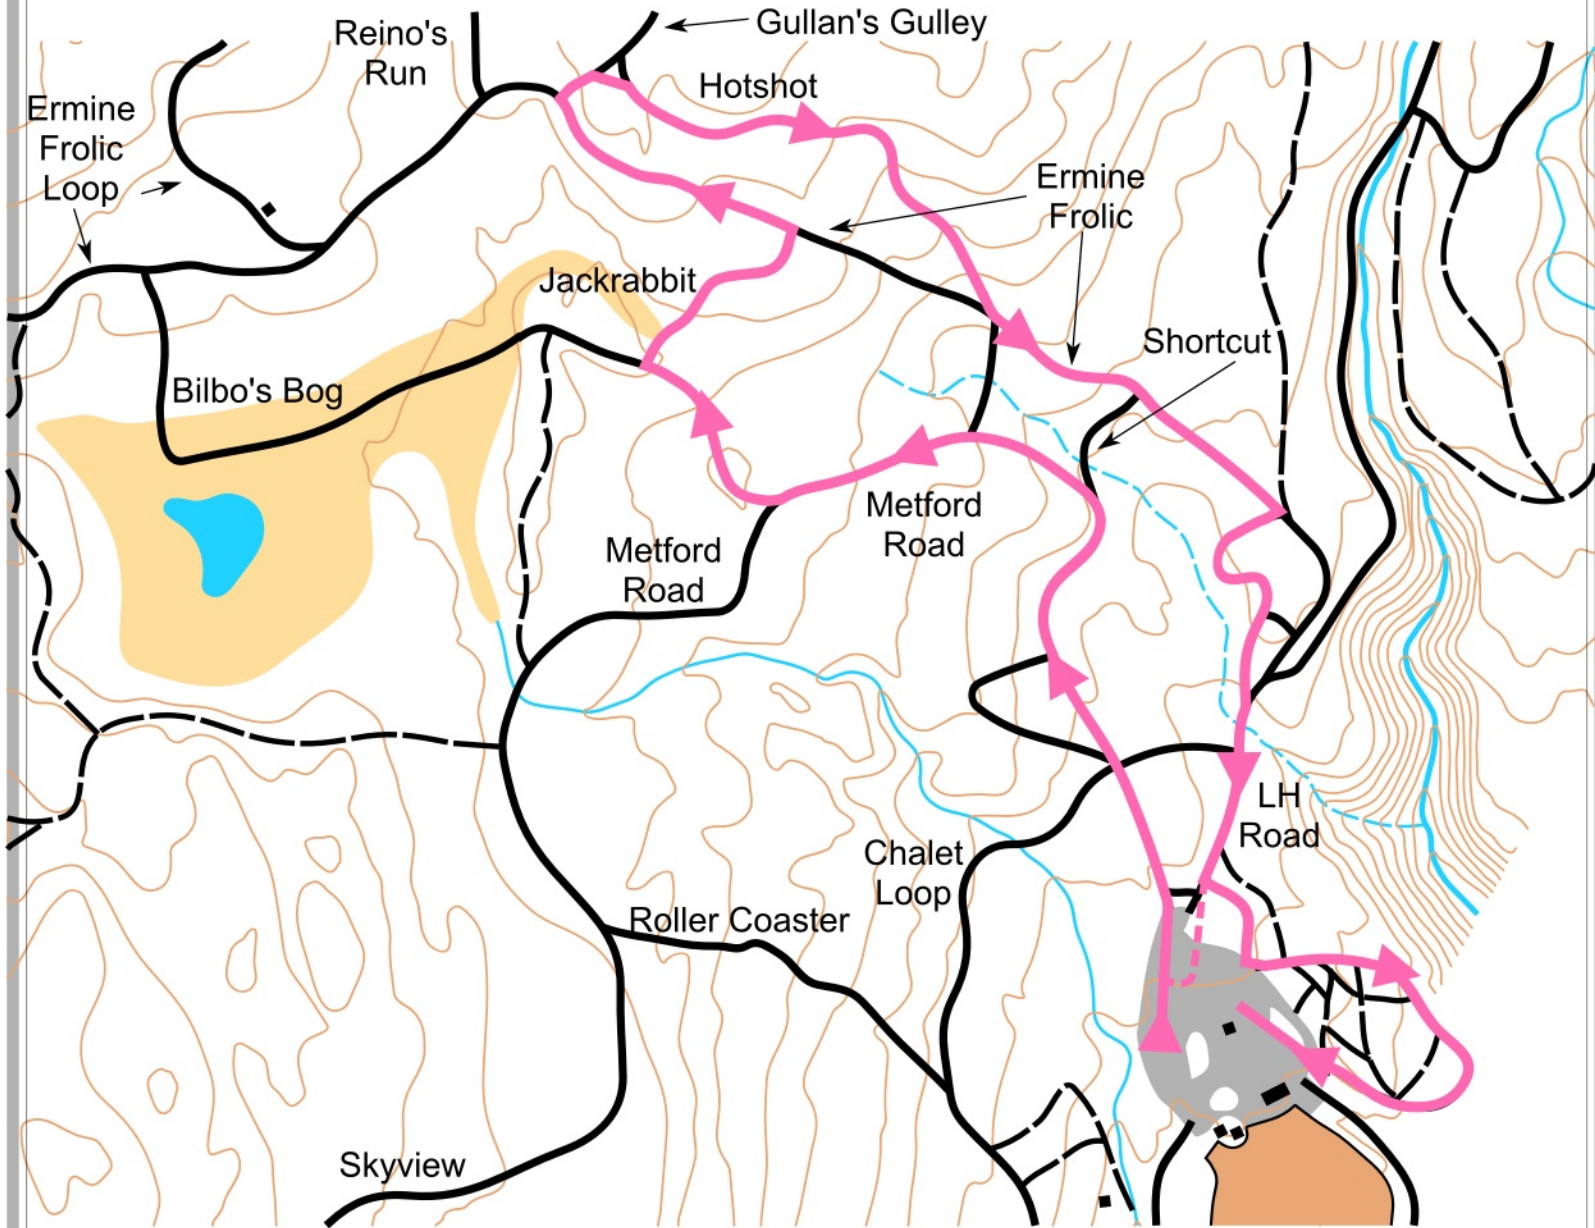 Reino's
Run
Gullan's Gulley
Hotshot
Ermine
Frolic
Loop
Ermine
Frolic
Jackrabbit
Shortcut
Bilbo's Bog
Metford
Road
Metford
Road
LH
Road
Chalet
Loop
Roller Coaster
Skyview